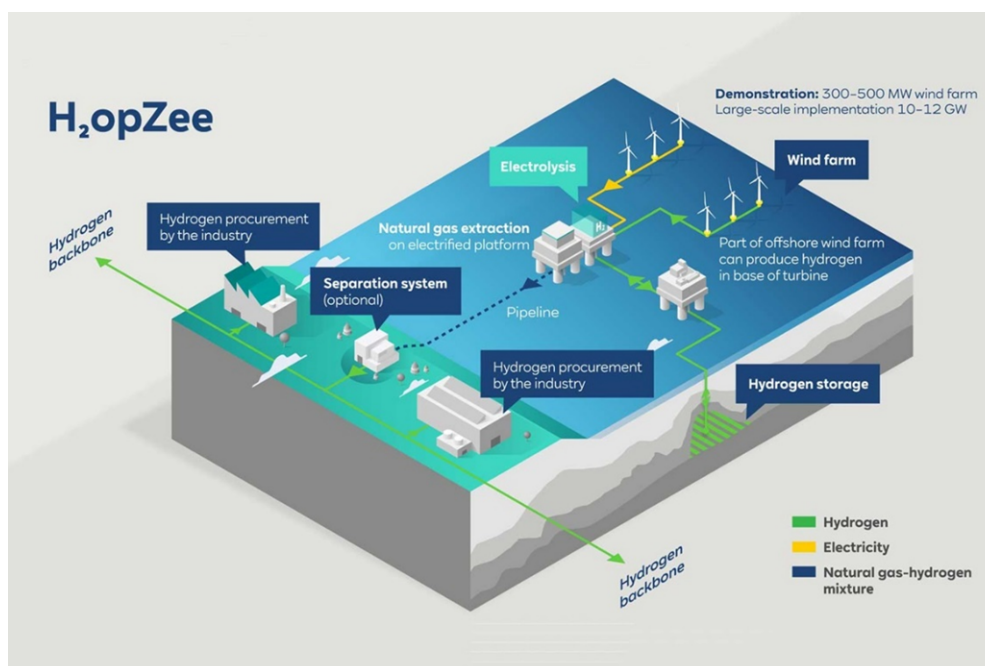 H₂opZee
Demonstration: 300–500 MW wind farm
Large-scale implementation 10–12 GW
Electrolysis
Wind farm
Hydrogen procurement
by the industry
Natural gas extraction
on electrified platform
H₂
Part of offshore wind farm
can produce hydrogen
in base of turbine
Hydrogen
backbone
Separation system
(optional)
Pipeline
Hydrogen procurement
by the industry
Hydrogen storage
Hydrogen
backbone
Hydrogen
Electricity
Natural gas-hydrogen
mixture